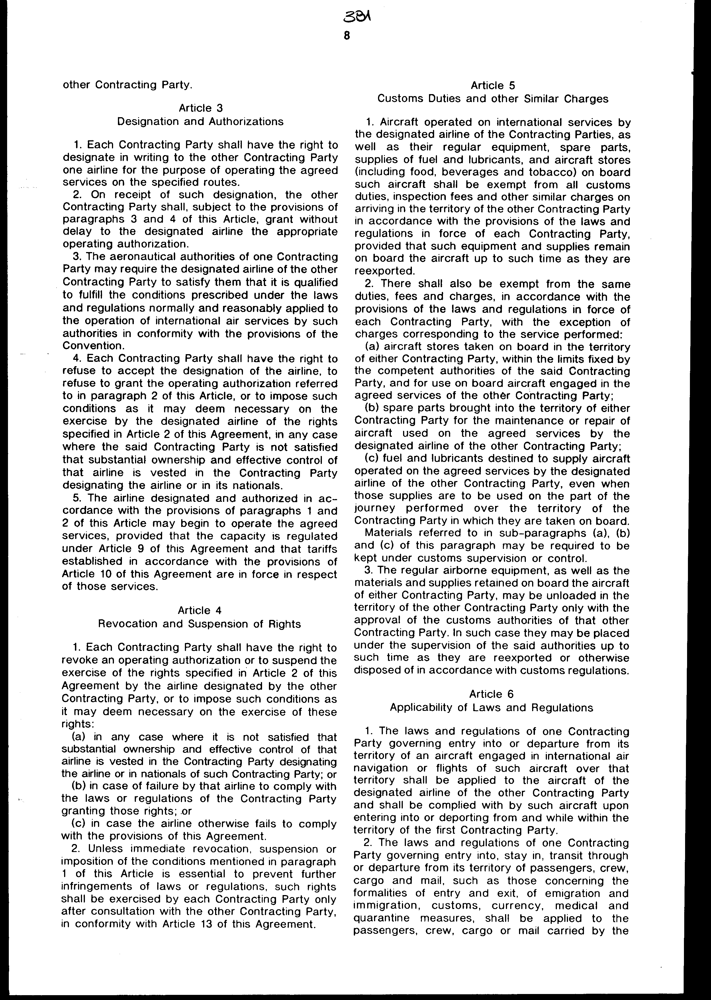 381
8
other Contracting Party.
Article 3
Designation and Authorizations
1. Each Contracting Party shall have the right to
designate in writing to the other Contracting Party
one airline for the purpose of operating the agreed
services on the specified routes.
2. On receipt of such designation, the other
Contracting Party shall, subject to the provisions of
paragraphs 3 and 4 of this Article, grant without
delay to the designated airline the appropriate
operating authorization.
3. The aeronautical authorities of one Contracting
Party may require the designated airline of the other
Contracting Party to satisfy them that it is qualified
to fulfill the conditions prescribed under the laws
and regulations normally and reasonably applied to
the operation of international air services by such
authorities in conformity with the provisions of the
Convention.
4. Each Contracting Party shall have the right to
refuse to accept the designation of the airline, to
refuse to grant the operating authorization referred
to in paragraph 2 of this Article, or to impose such
conditions as it may deem necessary on the
exercise by the designated airline of the rights
specified in Article 2 of this Agreement, in any case
where the said Contracting Party is not satisfied
that substantial ownership and effective control of
that airline is vested in the Contracting Party
designating the airline or in its nationals.
5. The airline designated and authorized in ac-
cordance with the provisions of paragraphs 1 and
2 of this Article may begin to operate the agreed
services, provided that the capacity is regulated
under Article 9 of this Agreement and that tariffs
established in accordance with the provisions of
Article 10 of this Agreement are in force in respect
of those services.
Article 4
Revocation and Suspension of Rights
1. Each Contracting Party shall have the right to
revoke an operating authorization or to suspend the
exercise of the rights specified in Article 2 of this
Agreement by the airline designated by the other
Contracting Party, or to impose such conditions as
it may deem necessary on the exercise of these
rights:
(a) in any case where it is not satisfied that
substantial ownership and effective control of that
airline is vested in the Contracting Party designating
the airline or in nationals of such Contracting Party; or
(b) in case of failure by that airline to comply with
the laws or regulations of the Contracting Party
granting those rights; or
(c) in case the airline otherwise fails to comply
with the provisions of this Agreement.
2. Unless immediate revocation, suspension or
imposition of the conditions mentioned in paragraph
1 of this Article is essential to prevent further
infringements of laws or regulations, such rights
shall be exercised by each Contracting Party only
after consultation with the other Contracting Party,
in conformity with Article 13 of this Agreement.
Article 5
Customs Duties and other Similar Charges
1. Aircraft operated on international services by
the designated airline of the Contracting Parties, as
well as their regular equipment, spare parts,
supplies of fuel and lubricants, and aircraft stores
(including food, beverages and tobacco) on board
such aircraft shall be exempt from all customs
duties, inspection fees and other similar charges on
arriving in the territory of the other Contracting Party
in accordance with the provisions of the laws and
regulations in force of each Contracting Party,
provided that such equipment and supplies remain
on board the aircraft up to such time as they are
reexported.
2. There shall also be exempt from the same
duties, fees and charges, in accordance with the
provisions of the laws and regulations in force of
each Contracting Party, with the exception of
charges corresponding to the service performed:
(a) aircraft stores taken on board in the territory
of either Contracting Party, within the limits fixed by
the competent authorities of the said Contracting
Party, and for use on board aircraft engaged in the
agreed services of the other Contracting Party;
(b) spare parts brought into the territory of either
Contracting Party for the maintenance or repair of
aircraft used on the agreed services by the
designated airline of the other Contracting Party;
(c) fuel and lubricants destined to supply aircraft
operated on the agreed services by the designated
airline of the other Contracting Party, even when
those supplies are to be used on the part of the
journey performed over the territory of the
Contracting Party in which they are taken on board.
Materials referred to in sub-paragraphs (a), (b)
and (c) of this paragraph may be required to be
kept under customs supervision or control.
3. The regular airborne equipment, as well as the
materials and supplies retained on board the aircraft
of either Contracting Party, may be unloaded in the
territory of the other Contracting Party only with the
approval of the customs authorities of that other
Contracting Party. In such case they may be placed
under the supervision of the said authorities up to
such time as they are reexported or otherwise
disposed of in accordance with customs regulations.
Article 6
Applicability of Laws and Regulations
1. The laws and regulations of one Contracting
Party governing entry into or departure from its
territory of an aircraft engaged in international air
navigation or flights of such aircraft over that
territory shall be applied to the aircraft of the
designated airline of the other Contracting Party
and shall be complied with by such aircraft upon
entering into or deporting from and while within the
territory of the first Contracting Party.
2. The laws and regulations of one Contracting
Party governing entry into, stay in, transit through
or departure from its territory of passengers, crew,
cargo and mail, such as those concerning the
formalities of entry and exit, of emigration and
immigration, customs, currency, medical and
quarantine measures, shall be applied to the
passengers, crew, cargo or mail carried by the